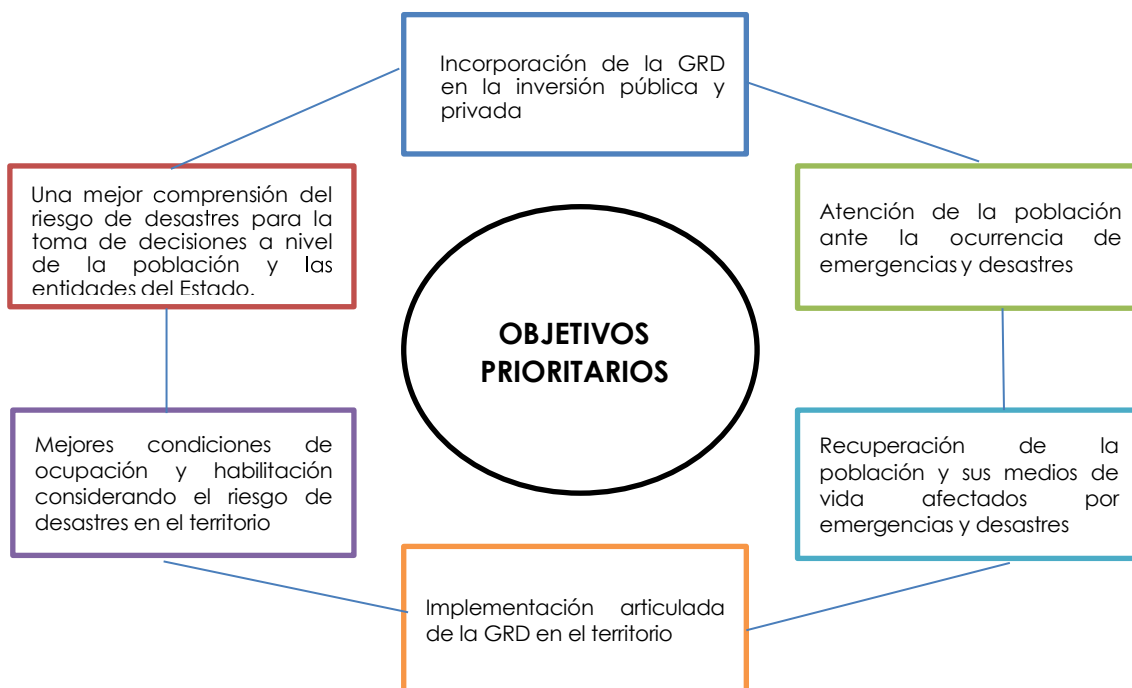 Incorporación de la GRD
en la inversión pública y
privada
Una mejor comprensión del
riesgo de desastres para la
toma de decisiones a nivel
de la población y las
entidades del Estado.
Atención de la población
ante la ocurrencia de
emergencias y desastres
OBJETIVOS
PRIORITARIOS
Mejores condiciones de
ocupación y habilitación
considerando el riesgo de
desastres en el territorio
Recuperación de la
población y sus medios de
vida afectados por
emergencias y desastres
Implementación articulada
de la GRD en el territorio